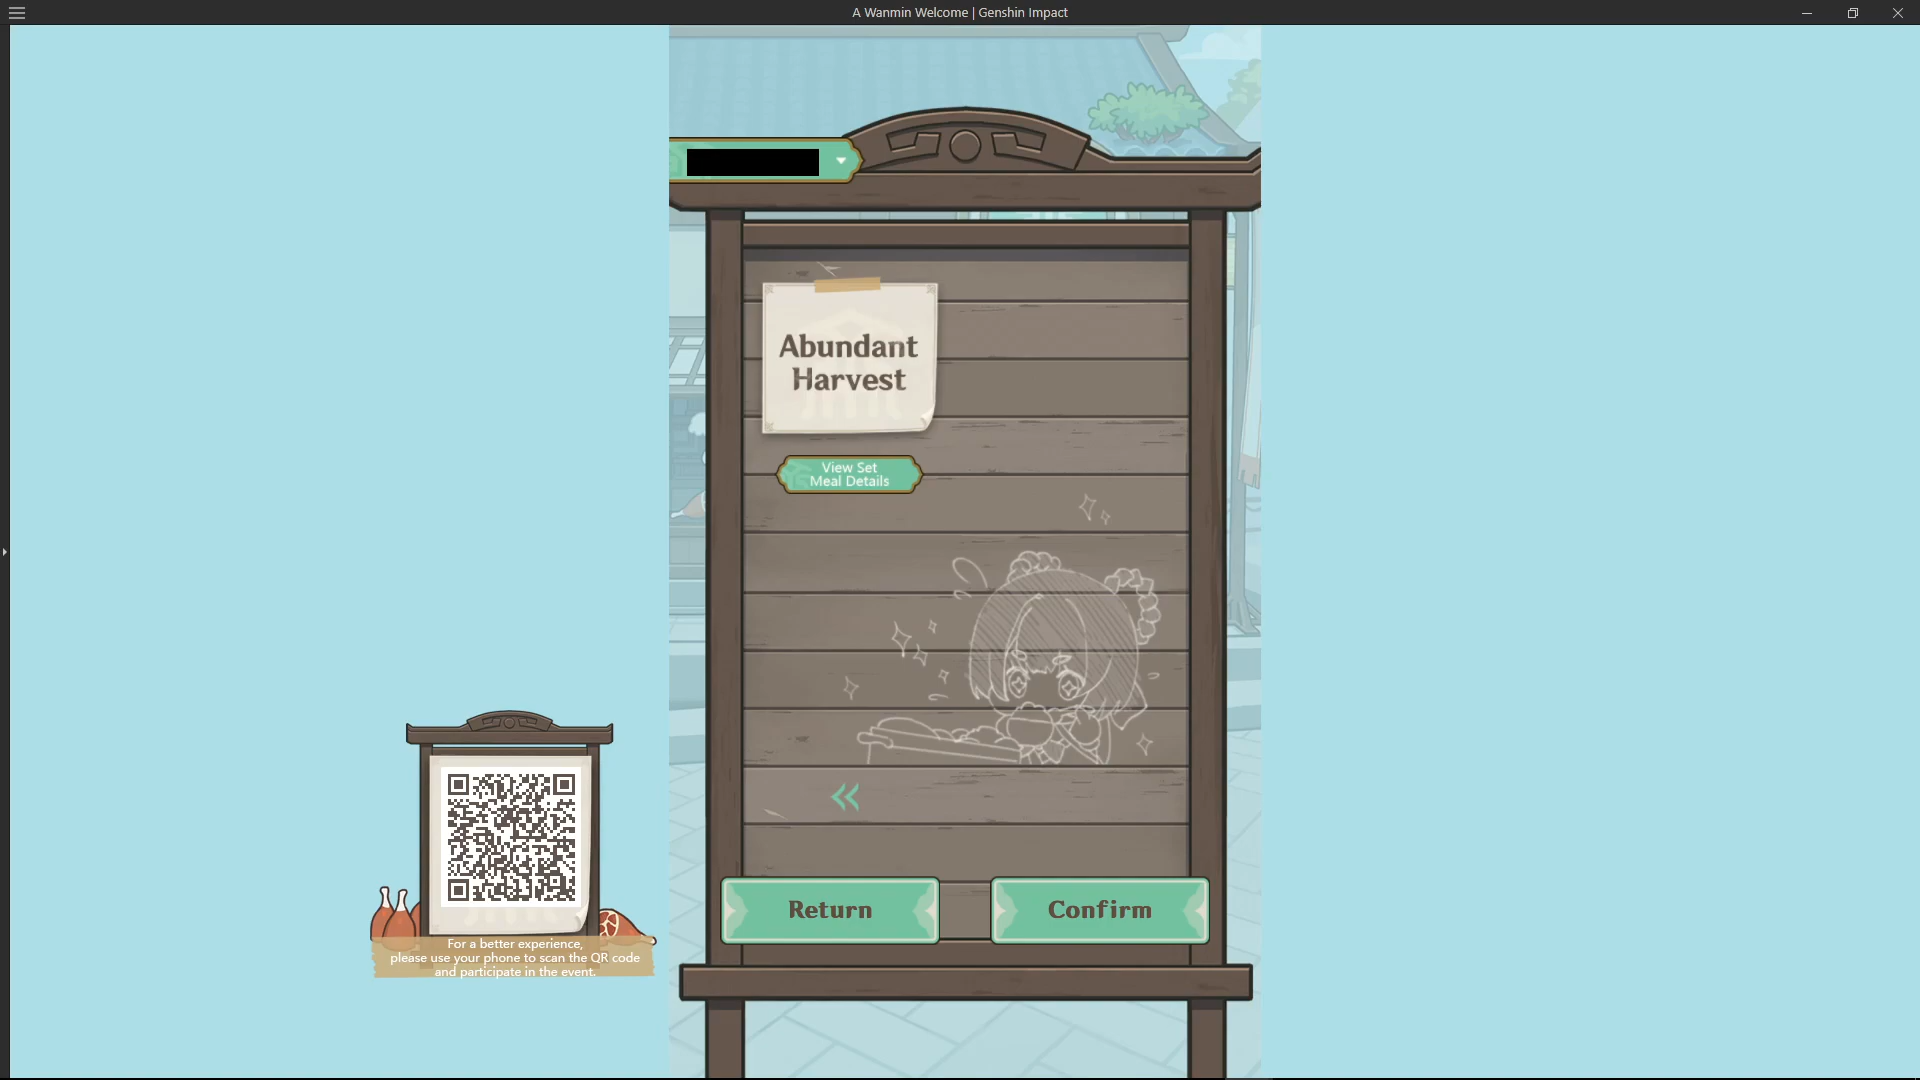 A Wanmin Welcome | Genshin Impact
Abundant
Harvest
View Set
Meal Details
Return
Confirm
For a better experience,
please use your phone to scan the QR code
and participate in the event.